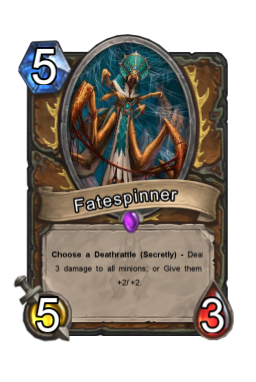 5
Fatespinner
Choose a Deathrattle (Secretly) - Deal
3 damage to all minions; or Give them
+2/ +2.
5
3